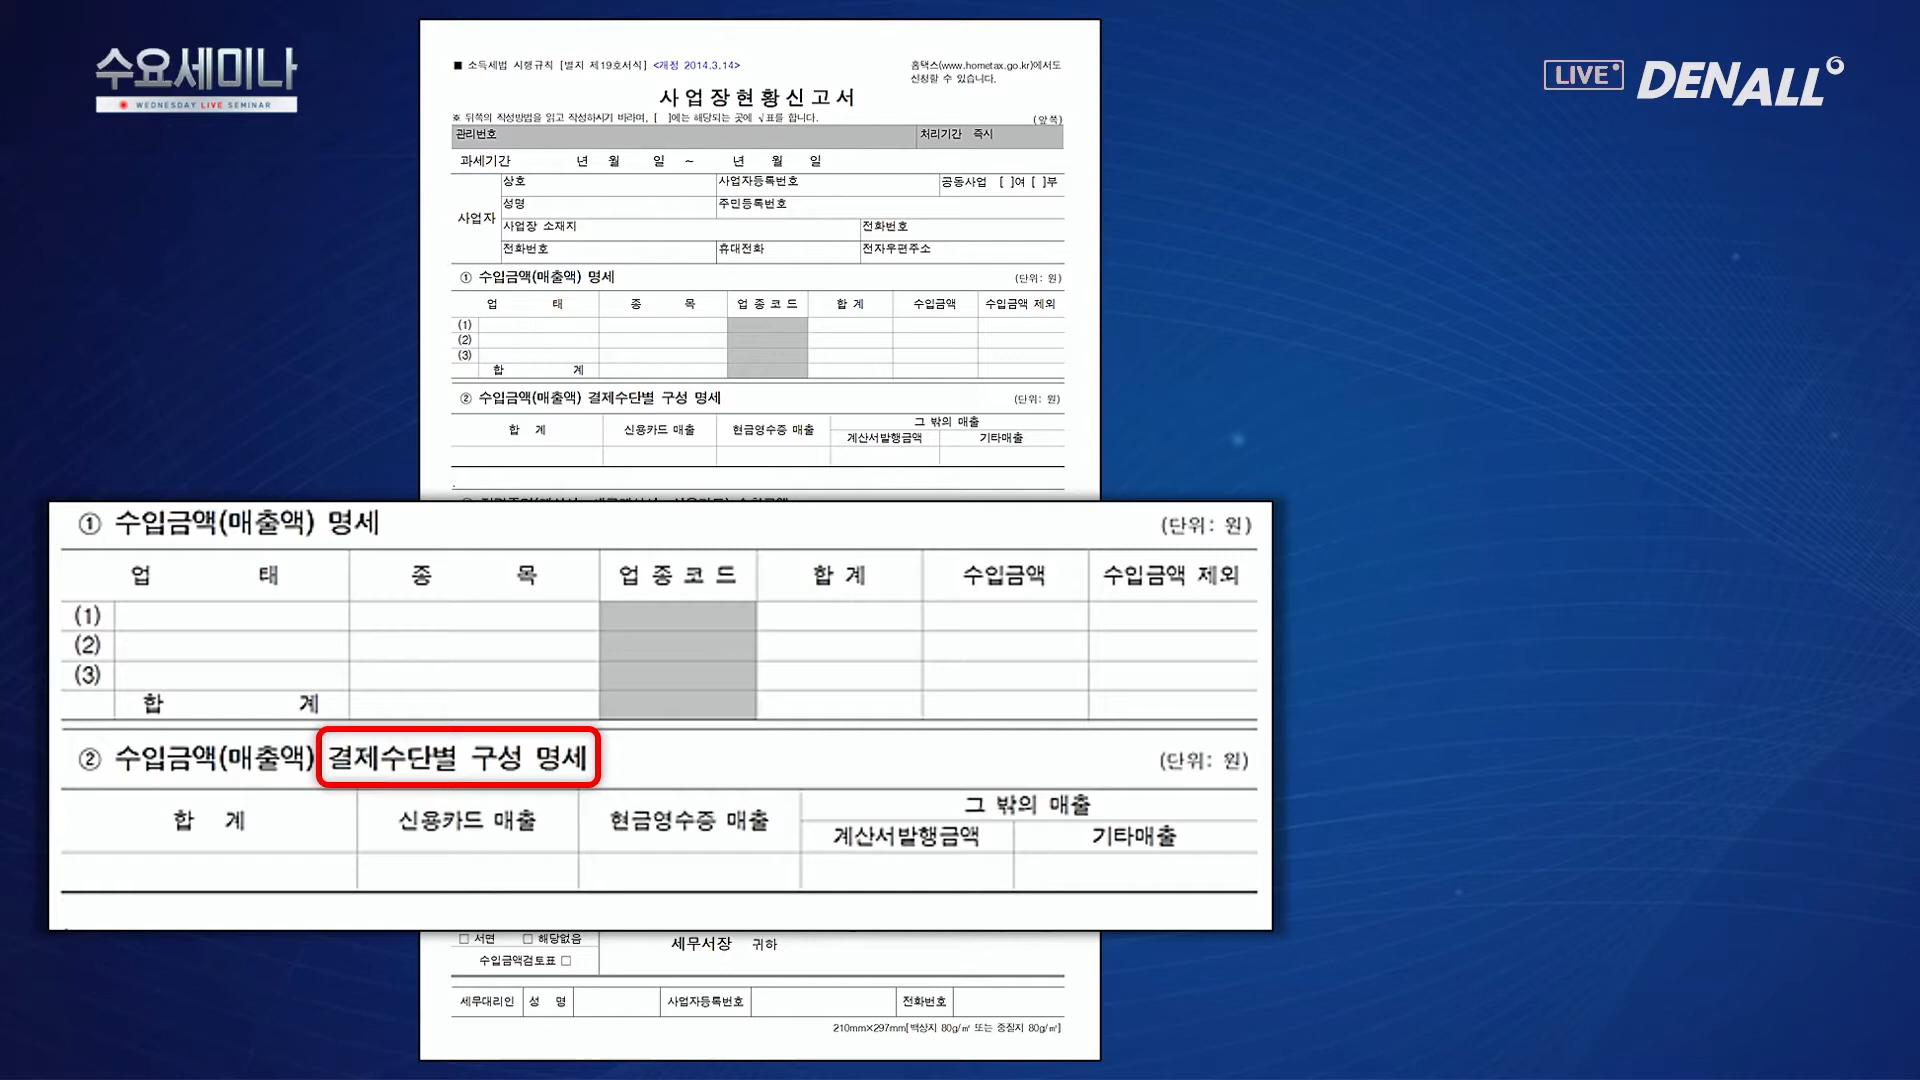 수요세미나
WEDNESDAY LIVE SEMINAR
LIVE
DENALL
■ 소득세법 시행규칙 [별지 제19호서식] <개정 2014.3.14>
홈택스(www.hometax.go.kr)에서도
신청할 수 있습니다.
사업장현황신고서
※ 뒤쪽의 작성방법을 읽고 작성하시기 바라며, [ ]에는 해당되는 곳에 √표를 합니다.
(앞쪽)
관리번호 처리기간 즉시
과세기간 년 월 일 ~ 년 월 일
사업자
상호 사업자등록번호 공동사업 [ ]여 [ ]부
성명 주민등록번호
사업장 소재지 전화번호
전화번호 휴대전화 전자우편주소
① 수입금액(매출액) 명세 (단위: 원)
업 태 종 목 업종코드 합 계 수입금액 수입금액 제외
(1)
(2)
(3)
합 계
② 수입금액(매출액) 결제수단별 구성 명세 (단위: 원)
합 계 신용카드 매출 현금영수증 매출 그 밖의 매출
계산서발행금액 기타매출
① 수입금액(매출액) 명세 (단위: 원)
업 태 종 목 업종코드 합 계 수입금액 수입금액 제외
(1)
(2)
(3)
합 계
② 수입금액(매출액) 결제수단별 구성 명세 (단위: 원)
합 계 신용카드 매출 현금영수증 매출 그 밖의 매출
계산서발행금액 기타매출
□ 서면 □ 해당없음
세무서장 귀하
수입금액검토표 □
세무대리인 성 명 사업자등록번호 전화번호
210mm×297mm[백상지 80g/㎡ 또는 중질지 80g/㎡]